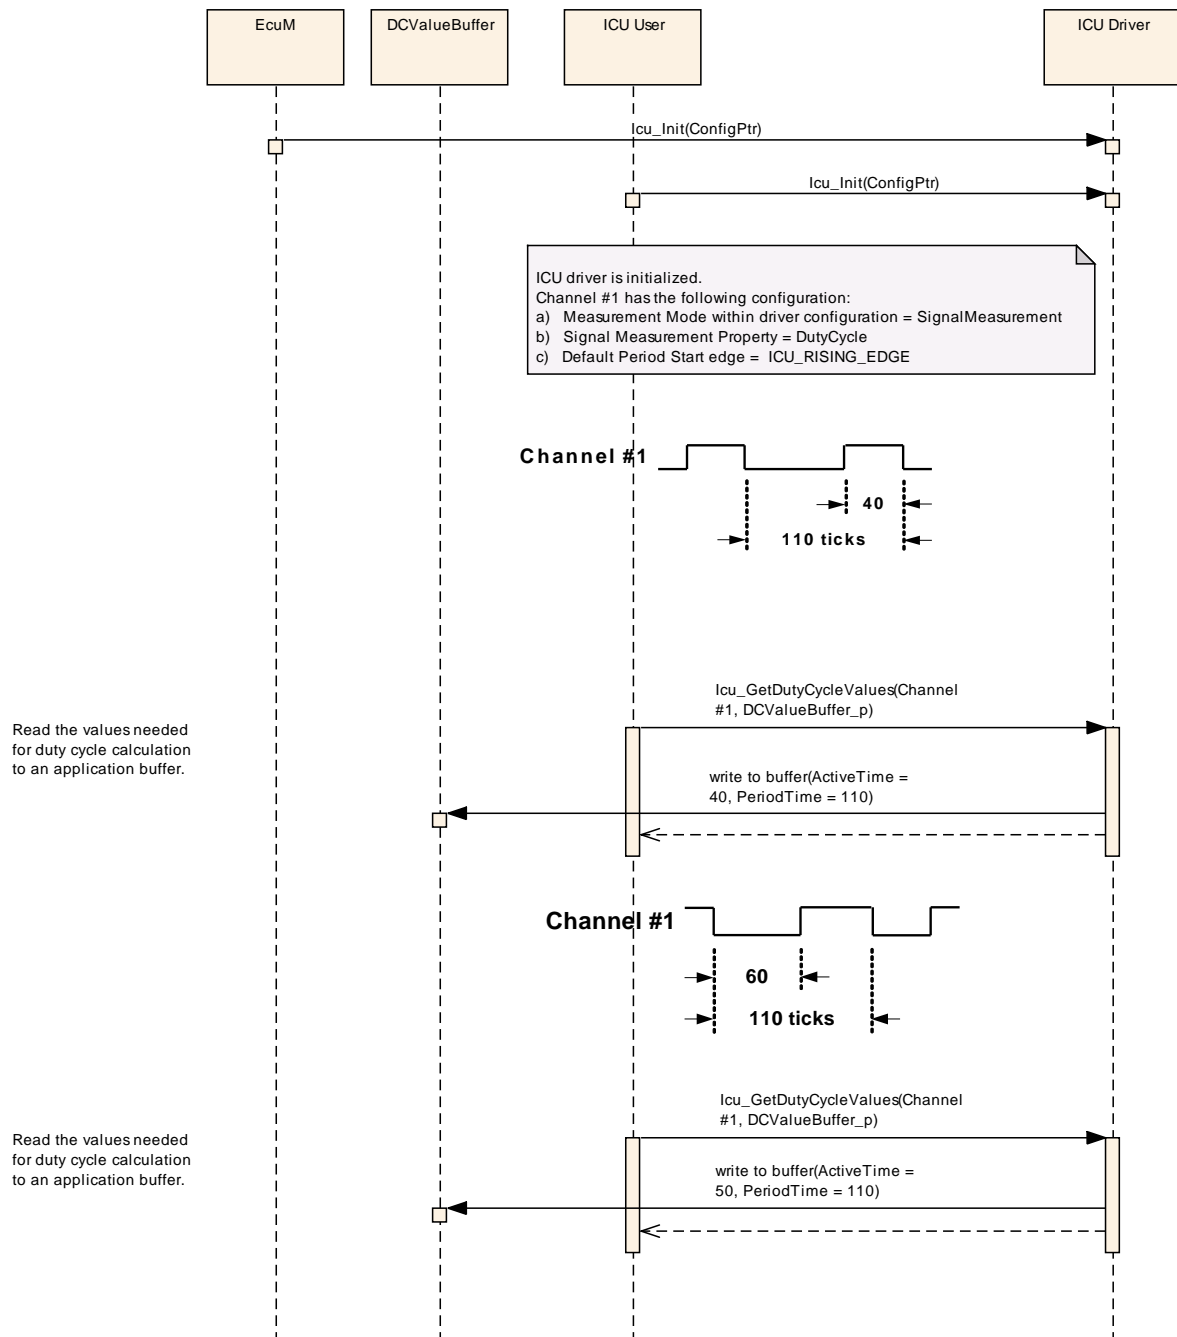 EcuM
DCValueBuffer
ICU User
ICU Driver
Icu_Init(ConfigPtr)
Icu_Init(ConfigPtr)
ICU driver is initialized.
Channel #1 has the following configuration:
a) Measurement Mode within driver configuration = SignalMeasurement
b) Signal Measurement Property = DutyCycle
c) Default Period Start edge = ICU_RISING_EDGE
Channel #1
40
110 ticks
Icu_GetDutyCycleValues(Channel
#1, DCValueBuffer_p)
Read the values needed
for duty cycle calculation
to an application buffer.
write to buffer(ActiveTime =
40, PeriodTime = 110)
Channel #1
60
110 ticks
Icu_GetDutyCycleValues(Channel
#1, DCValueBuffer_p)
Read the values needed
for duty cycle calculation
to an application buffer.
write to buffer(ActiveTime =
50, PeriodTime = 110)